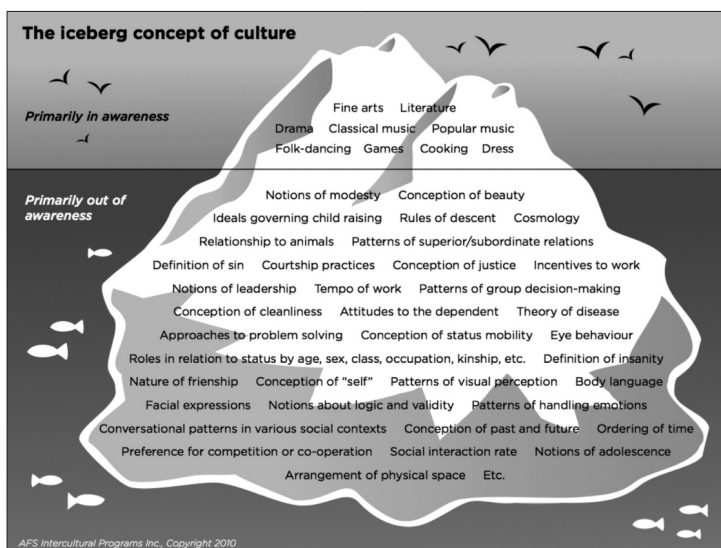 The iceberg concept of culture
Primarily in awareness
Fine arts Literature
Drama Classical music Popular music
Folk-dancing Games Cooking Dress
Primarily out of
awareness
Notions of modesty Conception of beauty
Ideals governing child raising Rules of descent Cosmology
Relationship to animals Patterns of superior/subordinate relations
Definition of sin Courtship practices Conception of justice Incentives to work
Notions of leadership Tempo of work Patterns of group decision-making
Conception of cleanliness Attitudes to the dependent Theory of disease
Approaches to problem solving Conception of status mobility Eye behaviour
Roles in relation to status by age, sex, class, occupation, kinship, etc. Definition of insanity
Nature of frienship Conception of “self” Patterns of visual perception Body language
Facial expressions Notions about logic and validity Patterns of handling emotions
Conversational patterns in various social contexts Conception of past and future Ordering of time
Preference for competition or co-operation Social interaction rate Notions of adolescence
Arrangement of physical space Etc.
AFS Intercultural Programs Inc., Copyright 2010